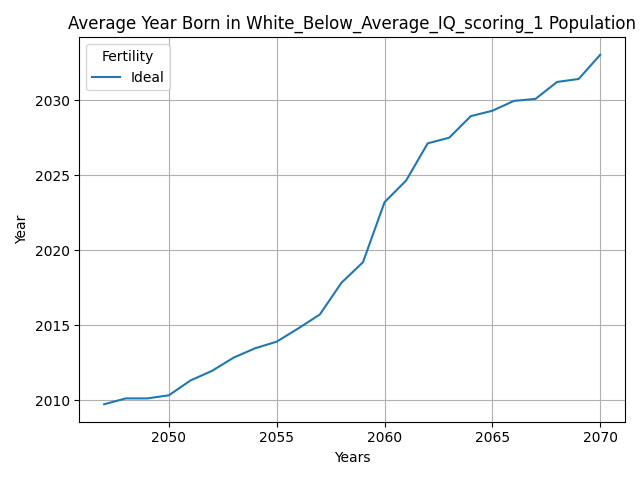 Average Year Born in White_Below_Average_IQ_scoring_1 Population
Fertility
Ideal
Year
2030
2025
2020
2015
2010
2050 2055 2060 2065 2070
Years